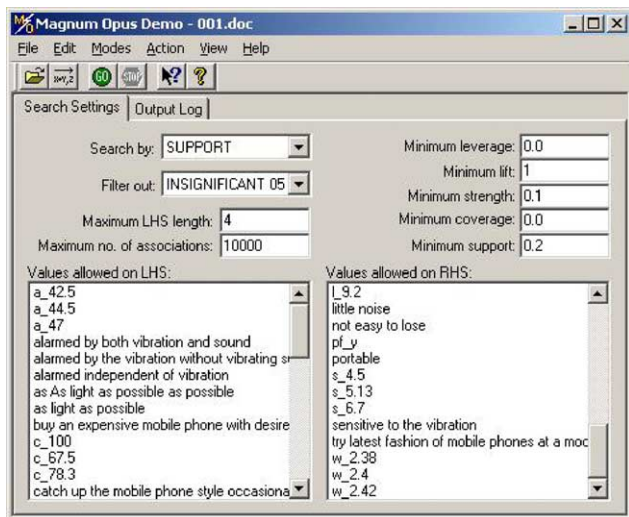 Magnum Opus Demo - 001.doc
File Edit Modes Action View Help
GO STOP
Search Settings Output Log
Search by: SUPPORT
Filter out: INSIGNIFICANT 05
Maximum LHS length: 4
Maximum no. of associations: 10000
Minimum leverage: 0.0
Minimum lift: 1
Minimum strength: 0.1
Minimum coverage: 0.0
Minimum support: 0.2
Values allowed on LHS:
a_42.5
a_44.5
a_47
alarmed by both vibration and sound
alarmed by the vibration without vibrating
alarmed independent of vibration
as As light as possible as possible
as light as possible
buy an expensive mobile phone with desire
c_100
c_67.5
c_78.3
catch up the mobile phone style occasiona
Values allowed on RHS:
l_9.2
little noise
not easy to lose
pf_y
portable
s_4.5
s_5.13
s_6.7
sensitive to the vibration
try latest fashion of mobile phones at a moc
w_2.38
w_2.4
w_2.42